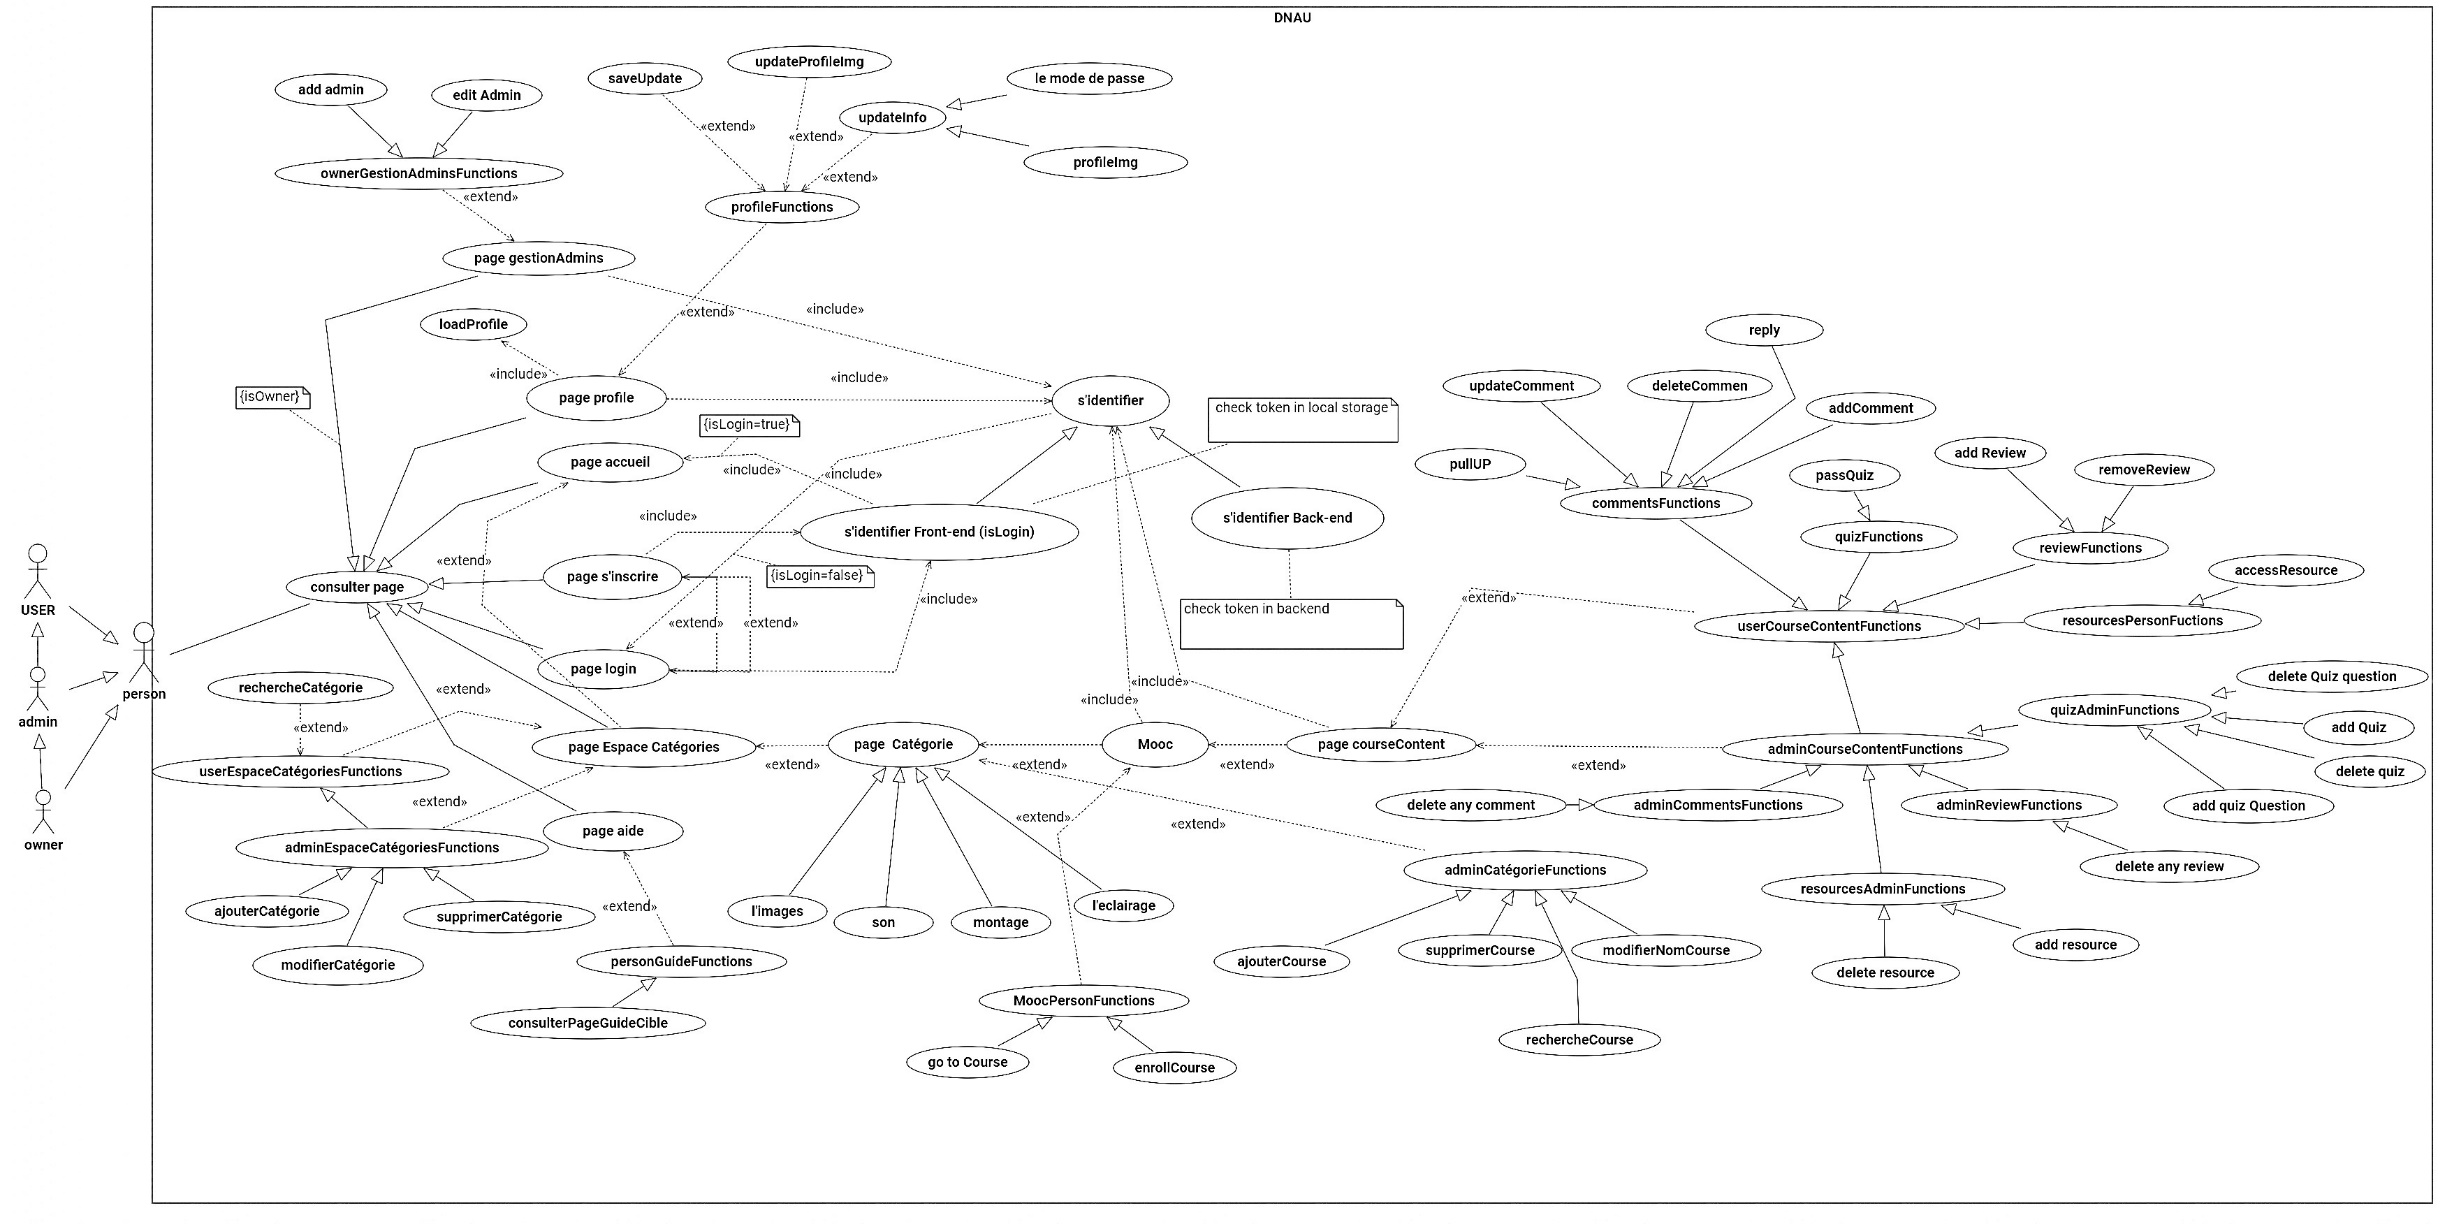 DNAU
updateProfileImg
saveUpdate
le mode de passe
add admin
edit Admin
updateInfo
«extend»
«extend»
profileImg
ownerGestionAdminsFunctions
«extend»
«extend»
profileFunctions
page gestionAdmins
«include»
«extend»
loadProfile
reply
«include»
«include»
updateComment
deleteCommen
{isOwner}
page profile
s'identifier
check token in local storage
addComment
{isLogin=true}
page accueil
«include»
«include»
pullUP
add Review
removeReview
passQuiz
commentsFunctions
«include»
s'identifier Front-end (isLogin)
s'identifier Back-end
quizFunctions
reviewFunctions
«extend»
page s'inscrire
{isLogin=false}
accessResource
consulter page
USER
«include»
«extend»
check token in backend
«extend»
«extend»
userCourseContentFunctions
resourcesPersonFuctions
page login
person
rechercheCatégorie
«extend»
«include»
«include»
delete Quiz question
admin
«extend»
quizAdminFunctions
add Quiz
page Espace Catégories
page Catégorie
Mooc
page courseContent
adminCourseContentFunctions
«extend»
«extend»
«extend»
«extend»
userEspaceCatégoriesFunctions
delete quiz
«extend»
delete any comment
adminCommentsFunctions
adminReviewFunctions
add quiz Question
«extend»
«extend»
page aide
owner
adminEspaceCatégoriesFunctions
adminCatégorieFunctions
delete any review
resourcesAdminFunctions
ajouterCatégorie
supprimerCatégorie
«extend»
l'images
son
montage
l'eclairage
add resource
modifierCatégorie
personGuideFunctions
ajouterCourse
supprimerCourse
modifierNomCourse
delete resource
MoocPersonFunctions
consulterPageGuideCible
rechercheCourse
go to Course
enrollCourse